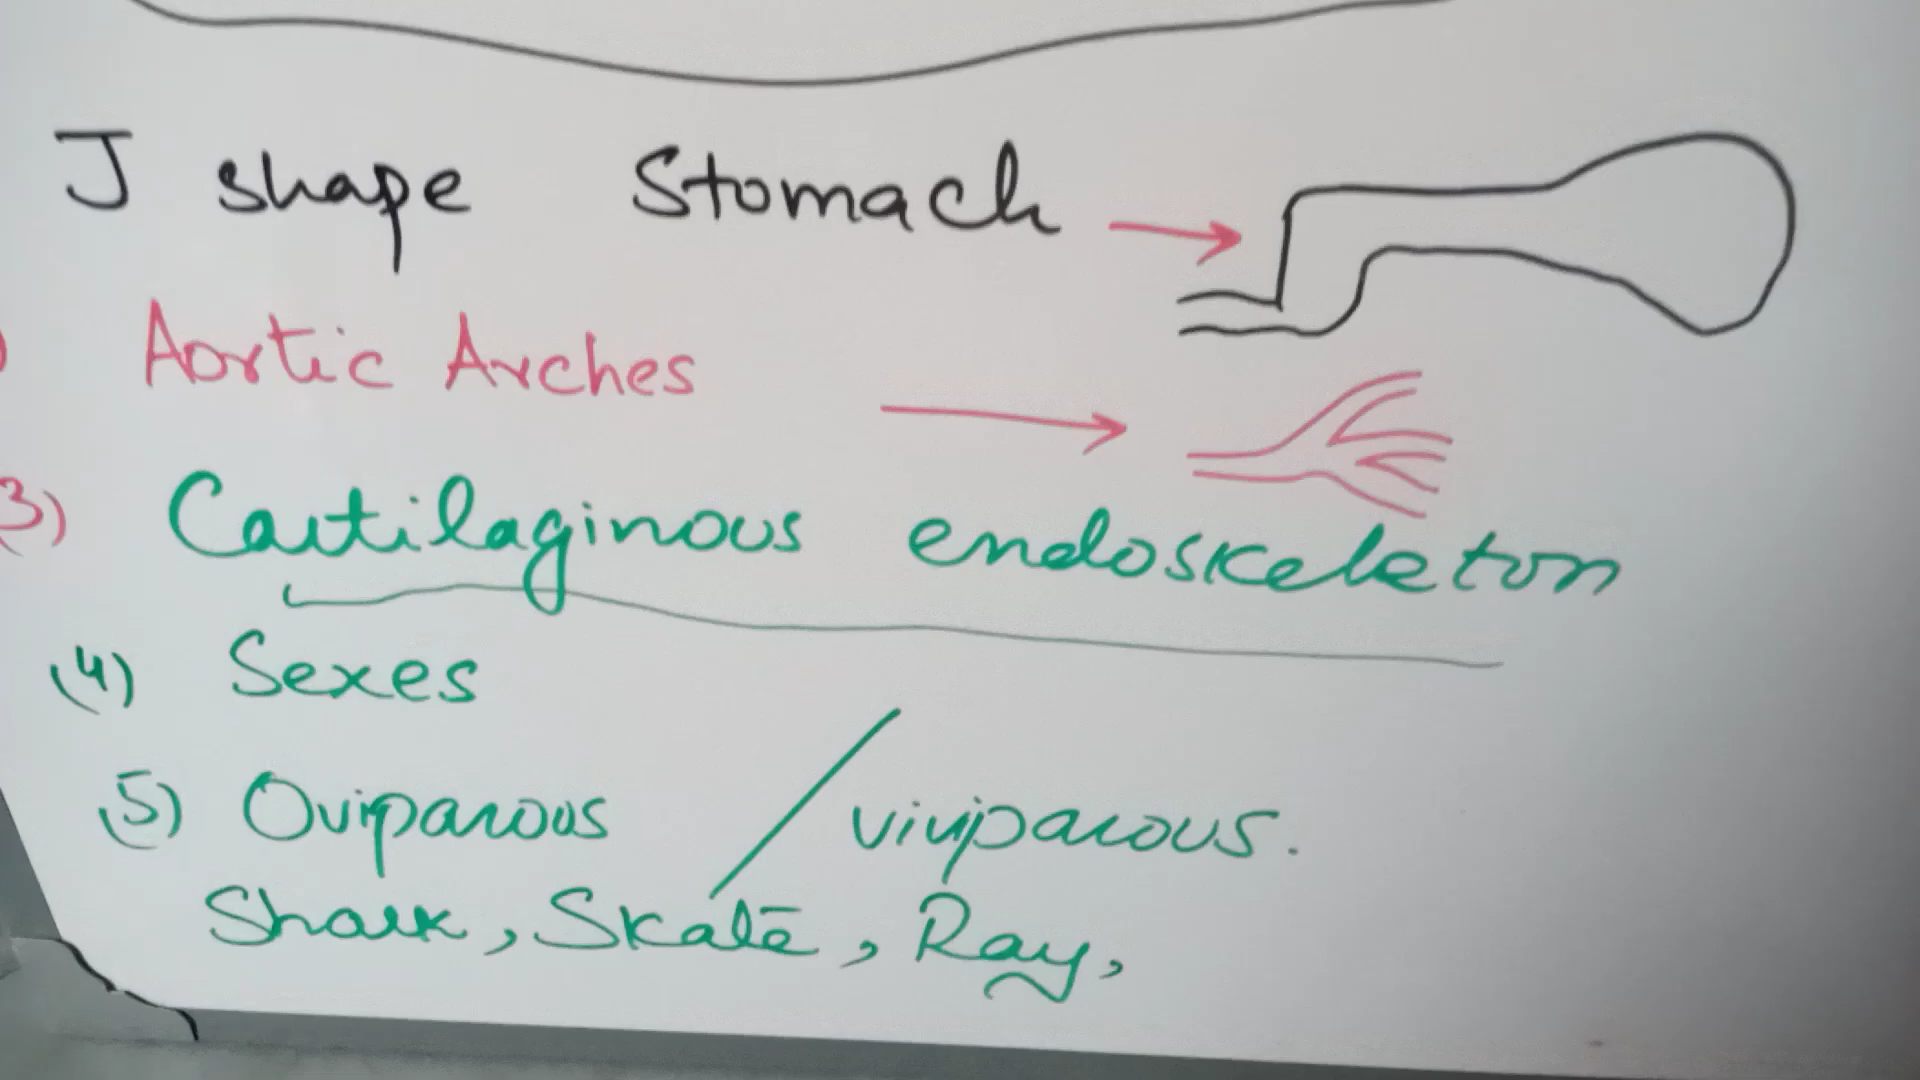 J shape Stomach
) Aortic Arches
3) Cartilaginous endoskeleton
(4) Sexes
(5) Oviparous / viviparous.
Shark, Skate, Ray,